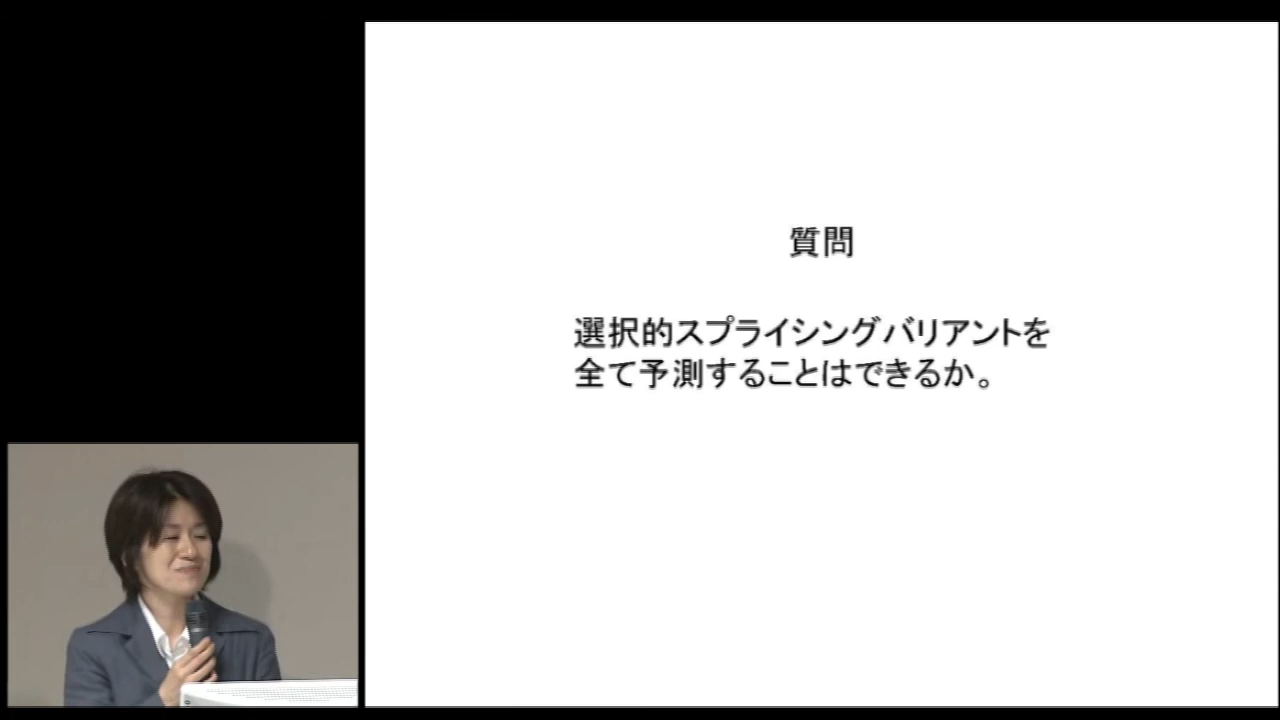 質問
選択的スプライシングバリアントを
全て予測することはできるか。